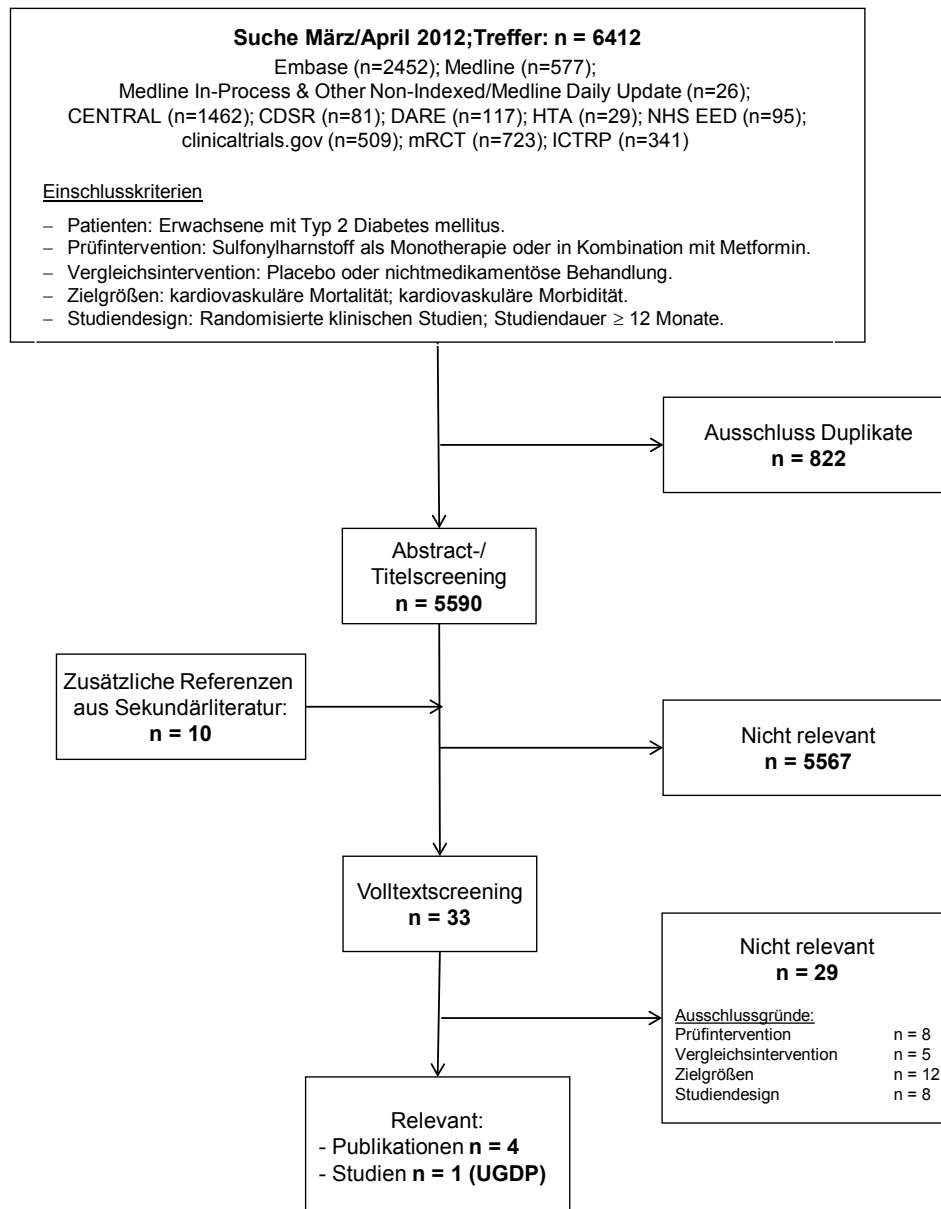 Suche März/April 2012;Treffer: n = 6412
Embase (n=2452); Medline (n=577);
Medline In-Process & Other Non-Indexed/Medline Daily Update (n=26);
CENTRAL (n=1462); CDSR (n=81); DARE (n=117); HTA (n=29); NHS EED (n=95);
clinicaltrials.gov (n=509); mRCT (n=723); ICTRP (n=341)
Einschlusskriterien
– Patienten: Erwachsene mit Typ 2 Diabetes mellitus.
– Prüfintervention: Sulfonylharnstoff als Monotherapie oder in Kombination mit Metformin.
– Vergleichsintervention: Placebo oder nichtmedikamentöse Behandlung.
– Zielgrößen: kardiovaskuläre Mortalität; kardiovaskuläre Morbidität.
– Studiendesign: Randomisierte klinischen Studien; Studiendauer ≥ 12 Monate.
Ausschluss Duplikate
n = 822
Abstract-/
Titelscreening
n = 5590
Zusätzliche Referenzen
aus Sekundärliteratur:
n = 10
Nicht relevant
n = 5567
Volltextscreening
n = 33
Nicht relevant
n = 29
Ausschlussgründe:
Prüfintervention n = 8
Vergleichsintervention n = 5
Zielgrößen n = 12
Studiendesign n = 8
Relevant:
- Publikationen n = 4
- Studien n = 1 (UGDP)